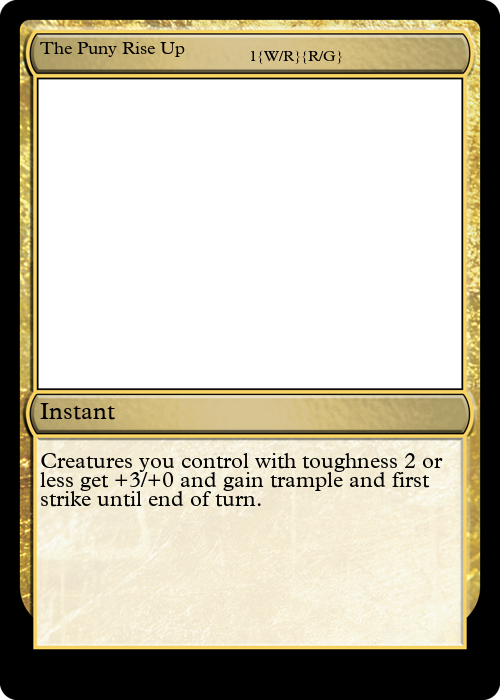 The Puny Rise Up
1{W/R}{R/G}
Instant
Creatures you control with toughness 2 or
less get +3/+0 and gain trample and first
strike until end of turn.